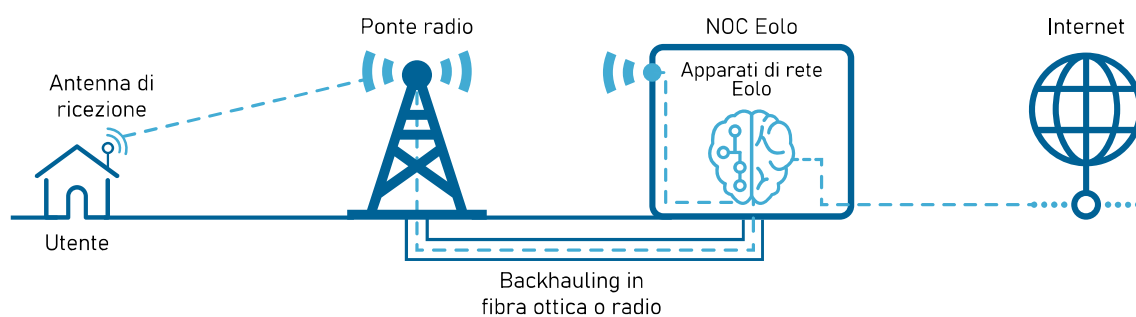 Ponte radio
NOC Eolo
Internet
Antenna di
ricezione
Apparati di rete
Eolo
Utente
Backhauling in
fibra ottica o radio